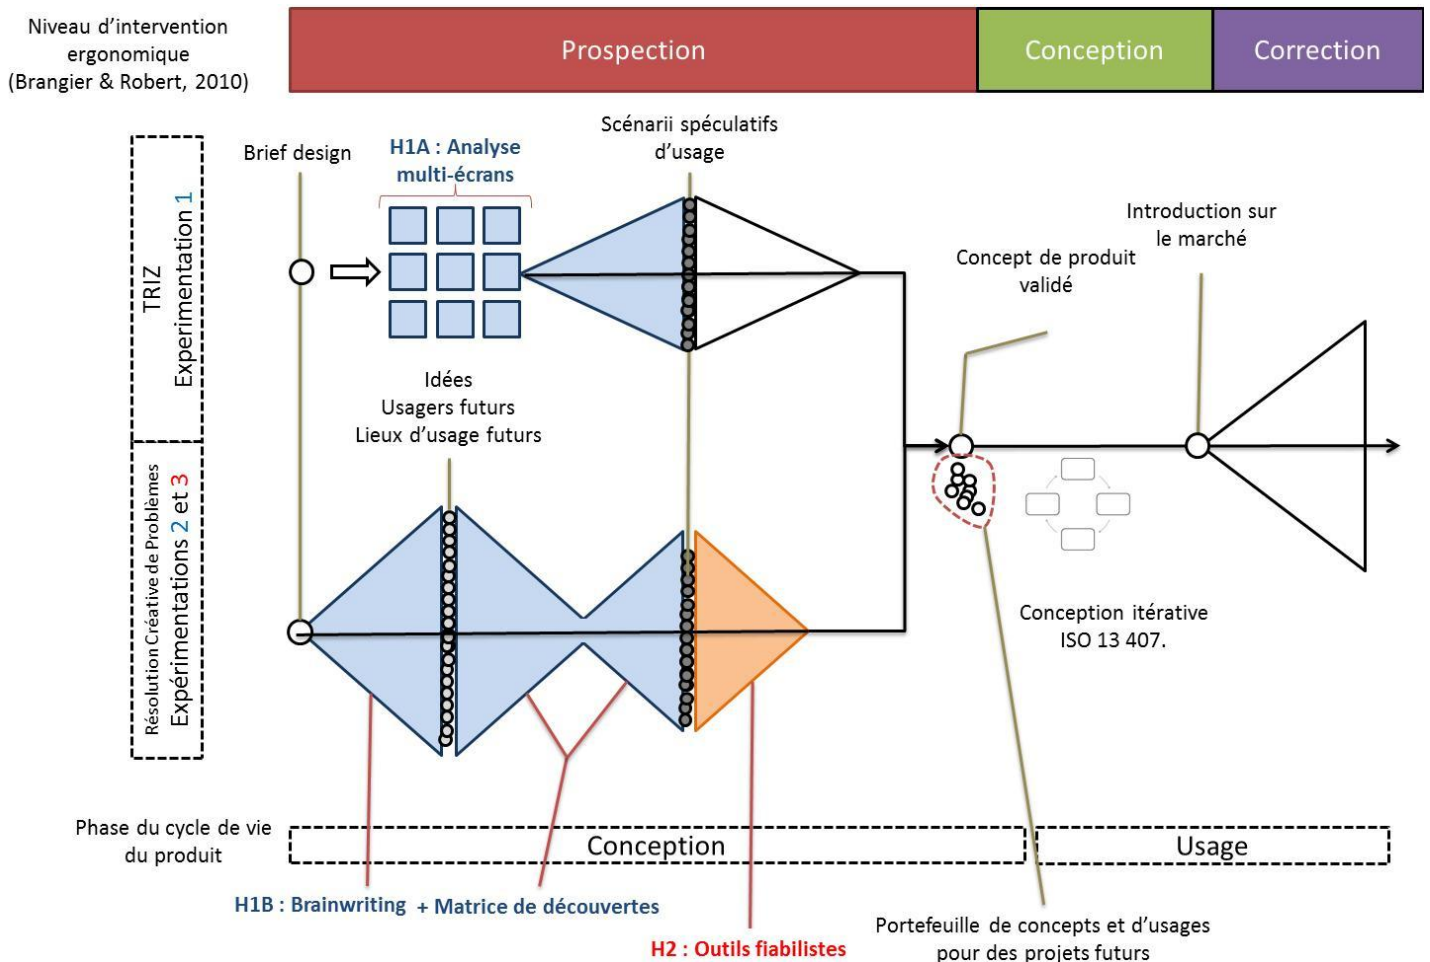 Niveau d’intervention
ergonomique
(Brangier & Robert, 2010)
Prospection
Conception
Correction
TRIZ
Experimentation 1
Brief design
H1A : Analyse
multi-écrans
Scénarii spéculatifs
d’usage
Introduction sur
le marché
Concept de produit
validé
Idées
Usagers futurs
Lieux d’usage futurs
Résolution Créative de Problèmes
Expérimentations 2 et 3
Conception itérative
ISO 13 407.
Phase du cycle de vie
du produit
Conception
Usage
H1B : Brainwriting + Matrice de découvertes
H2 : Outils fiabilistes
Portefeuille de concepts et d’usages
pour des projets futurs